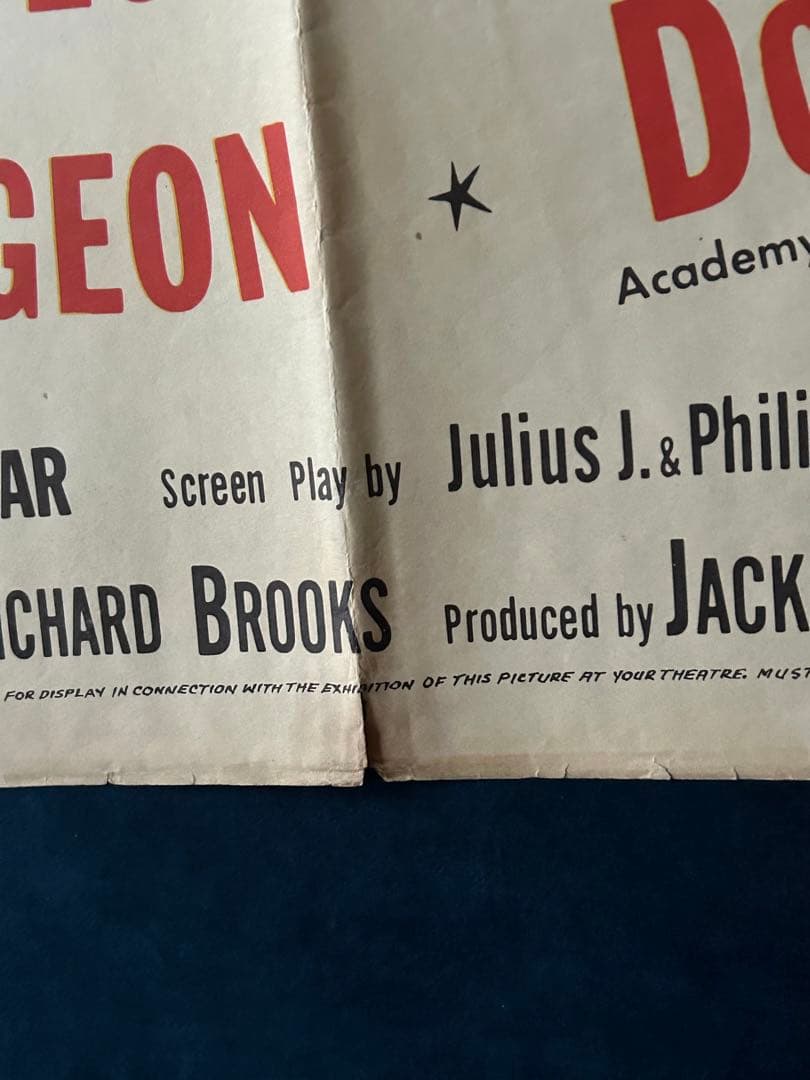 GEON ★ DO
Academy
AR Screen Play by Julius J. & Phili
ICHARD BROOKS Produced by JACK
FOR DISPLAY IN CONNECTION WITH THE EXHIBITION OF THIS PICTURE AT YOUR THEATRE. MUST